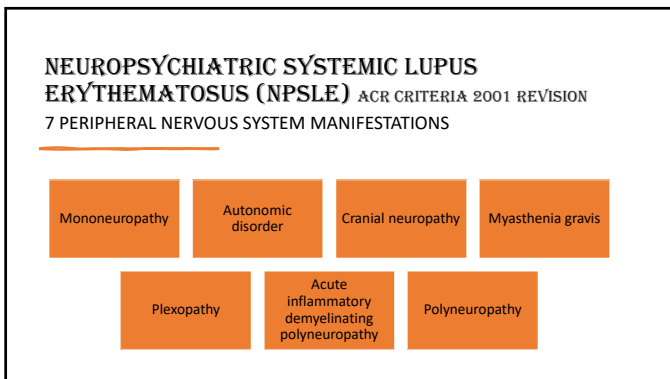 NEUROPSYCHIATRIC SYSTEMIC LUPUS
ERYTHEMATOSUS (NPSLE) ACR CRITERIA 2001 REVISION
7 PERIPHERAL NERVOUS SYSTEM MANIFESTATIONS
Mononeuropathy
Autonomic
disorder
Cranial neuropathy
Myasthenia gravis
Plexopathy
Acute
inflammatory
demyelinating
polyneuropathy
Polyneuropathy